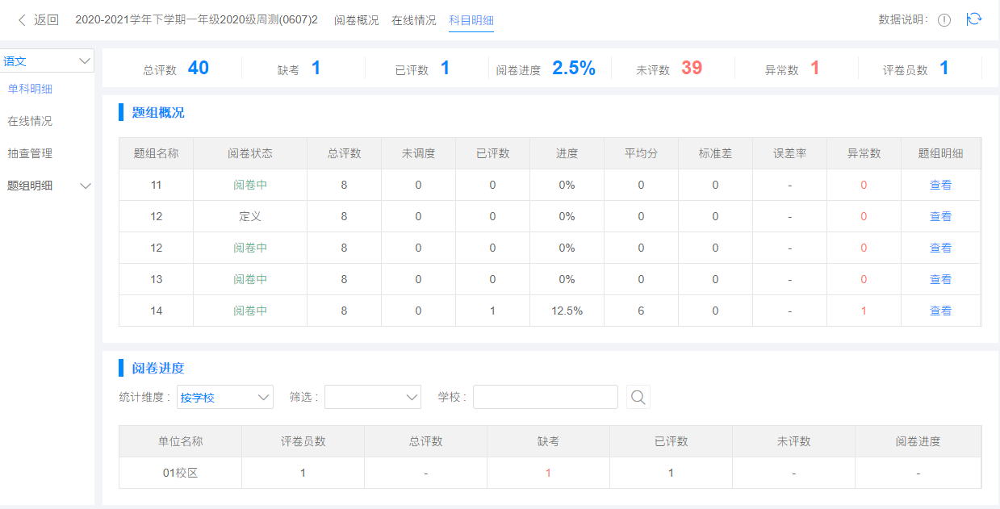 返回 2020-2021学年下学期一年级2020级周测(0607)2 阅卷概况 在线情况 科目明细 数据说明:
语文
单科明细
在线情况
抽查管理
题组明细
总评数 40 缺考 1 已评数 1 阅卷进度 2.5% 未评数 39 异常数 1 评卷员数 1
题组概况
题组名称 阅卷状态 总评数 未调度 已评数 进度 平均分 标准差 误差率 异常数 题组明细
11 阅卷中 8 0 0 0% 0 0 - 0 查看
12 定义 8 0 0 0% 0 0 - 0 查看
12 阅卷中 8 0 0 0% 0 0 - 0 查看
13 阅卷中 8 0 0 0% 0 0 - 0 查看
14 阅卷中 8 0 1 12.5% 6 0 - 1 查看
阅卷进度
统计维度: 按学校 筛选: 学校:
单位名称 评卷员数 总评数 缺考 已评数 未评数 阅卷进度
01校区 1 - 1 1 - -